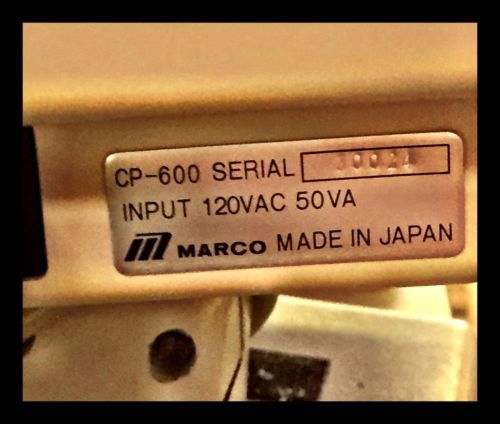 CP-600 SERIAL
INPUT 120VAC 50VA
MARCO MADE IN JAPAN